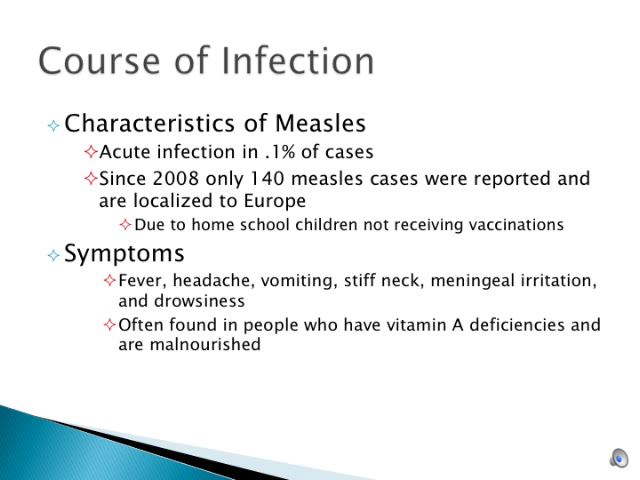 Course of Infection
Characteristics of Measles
Acute infection in .1% of cases
Since 2008 only 140 measles cases were reported and
are localized to Europe
Due to home school children not receiving vaccinations
Symptoms
Fever, headache, vomiting, stiff neck, meningeal irritation,
and drowsiness
Often found in people who have vitamin A deficiencies and
are malnourished